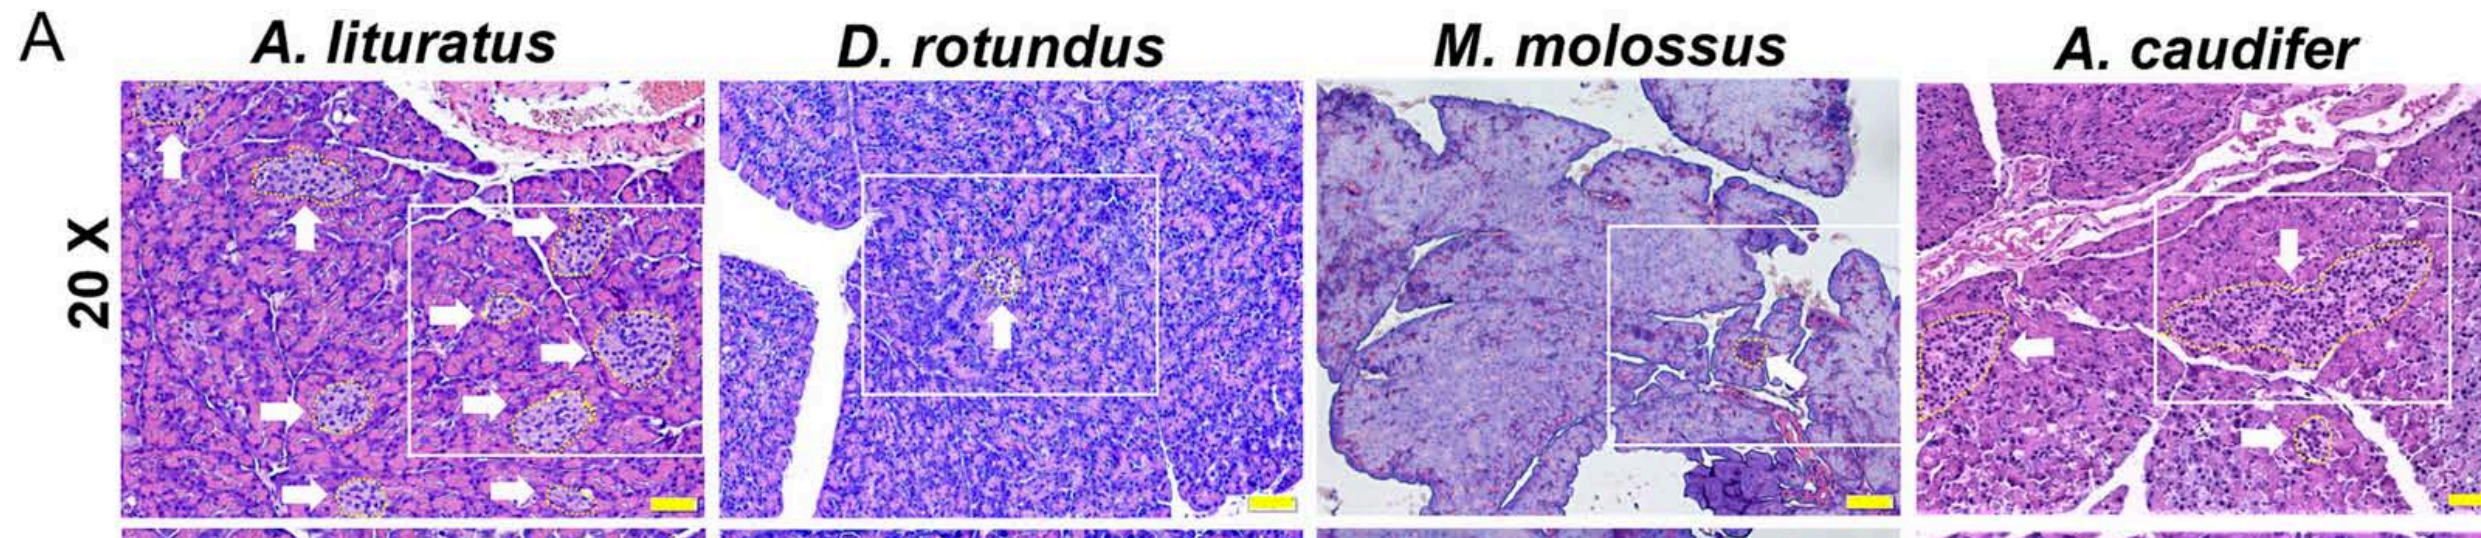 A
A. lituratus
D. rotundus
M. molossus
A. caudifer
20 X